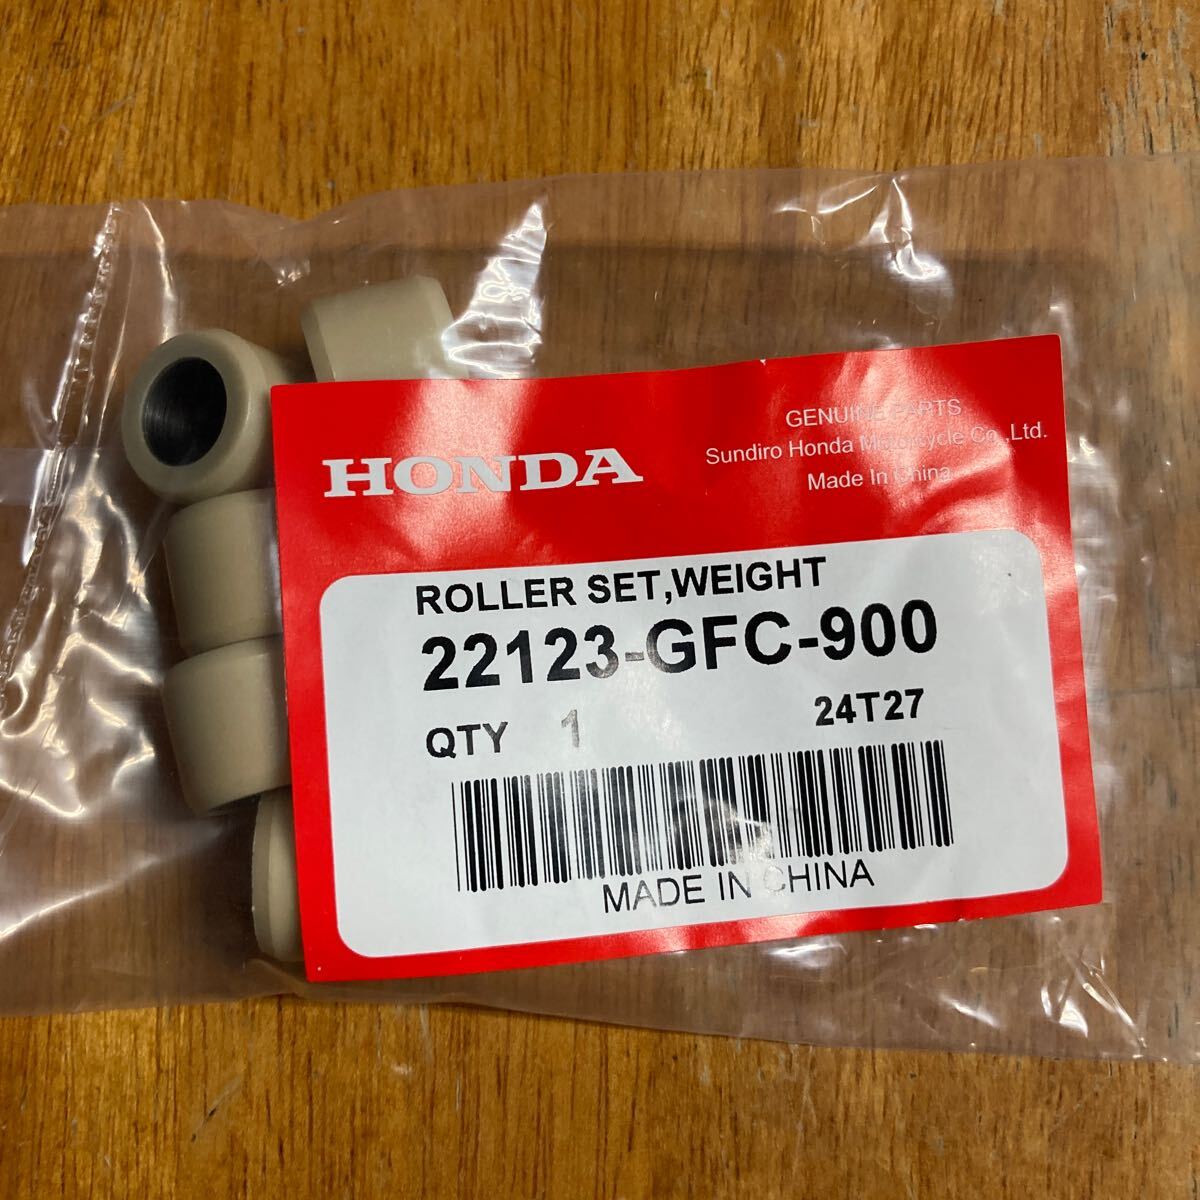 GENUINE PARTS
Sundiro Honda Motorcycle Co.,Ltd.
Made In China
HONDA
ROLLER SET,WEIGHT
22123-GFC-900
QTY 1 24T27
MADE IN CHINA